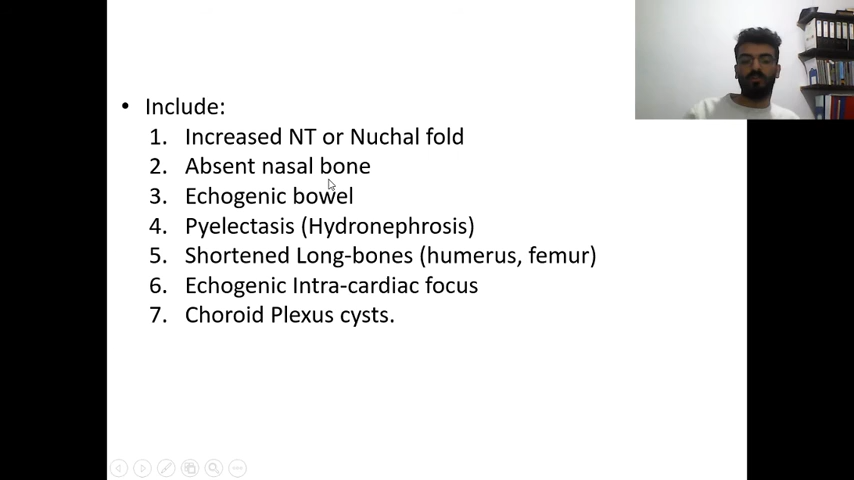 • Include:
1. Increased NT or Nuchal fold
2. Absent nasal bone
3. Echogenic bowel
4. Pyelectasis (Hydronephrosis)
5. Shortened Long-bones (humerus, femur)
6. Echogenic Intra-cardiac focus
7. Choroid Plexus cysts.